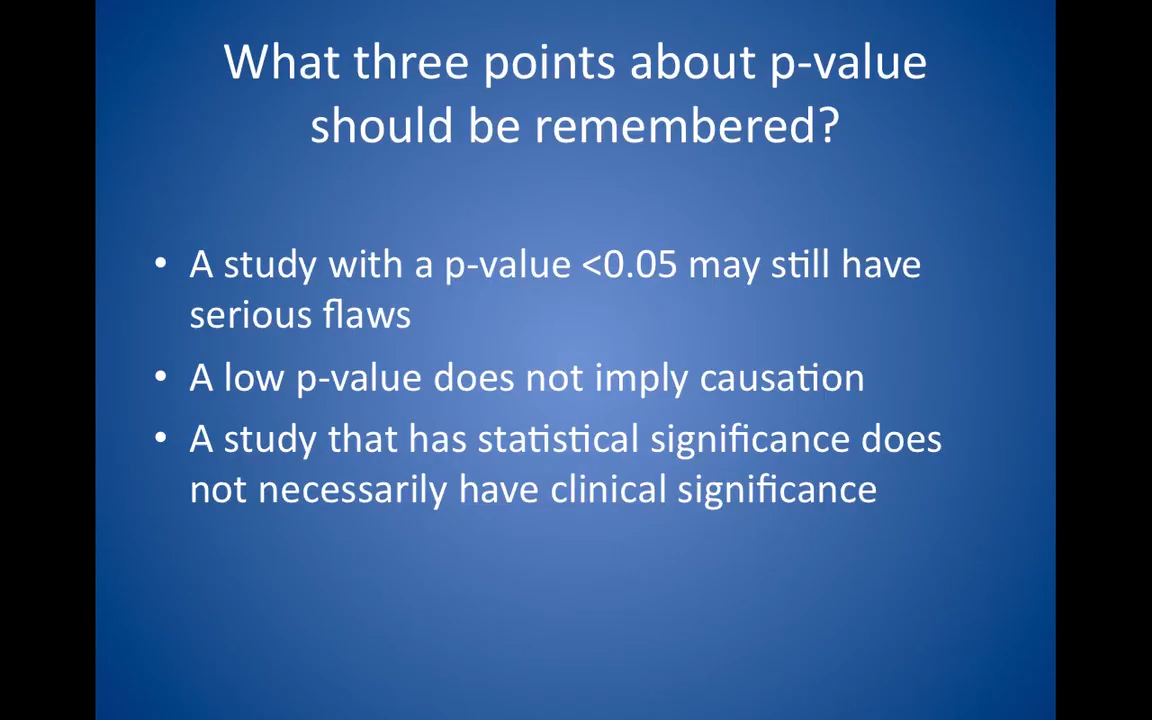 What three points about p-value
should be remembered?
• A study with a p-value <0.05 may still have
serious flaws
• A low p-value does not imply causation
• A study that has statistical significance does
not necessarily have clinical significance